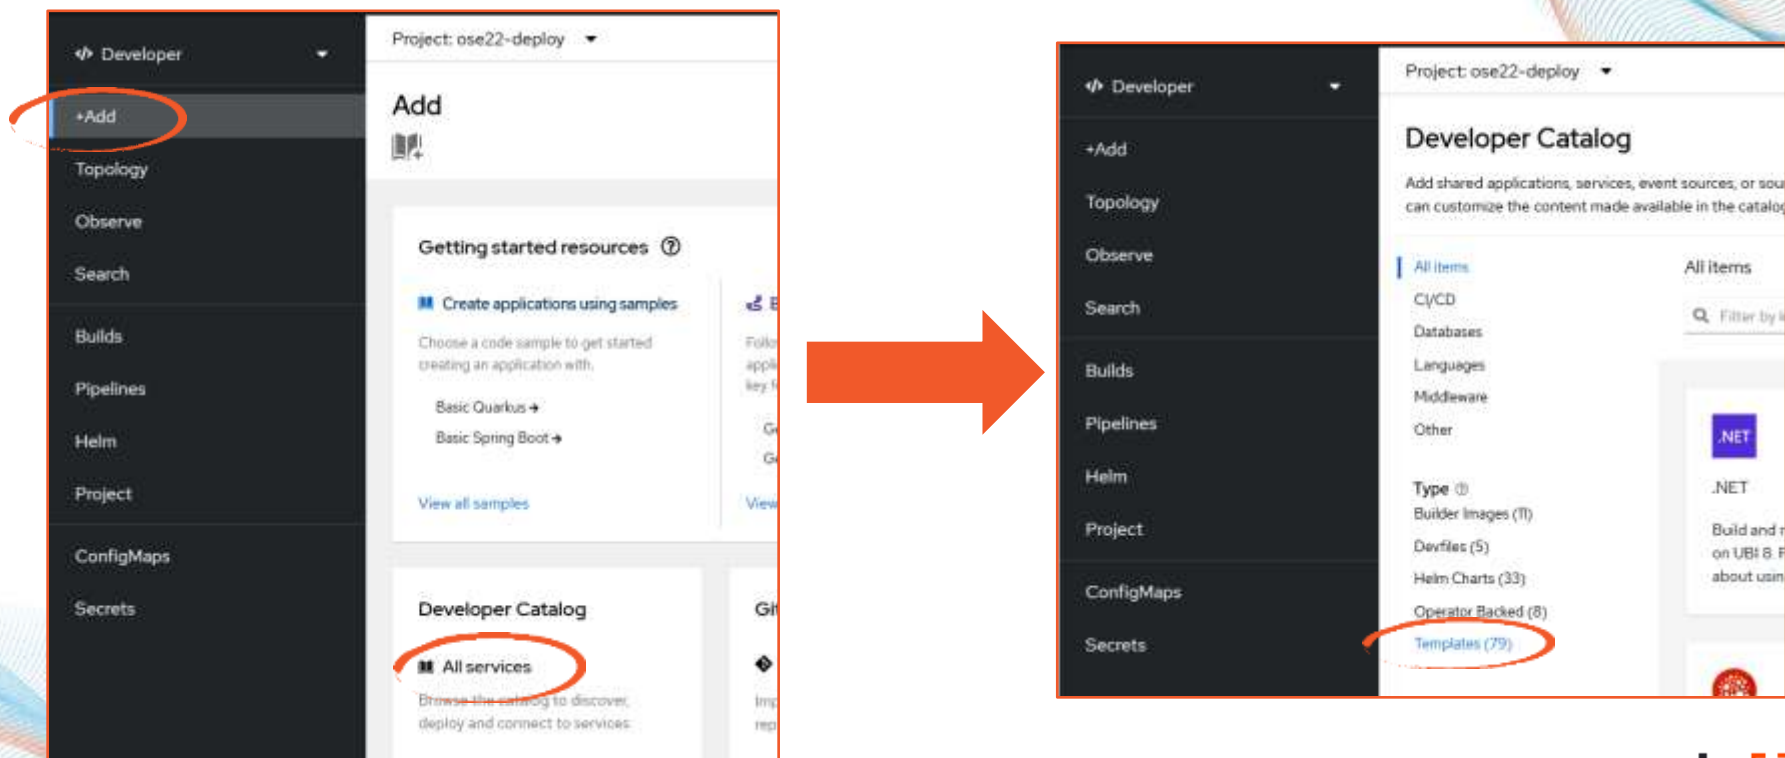 Developer
+Add
Topology
Observe
Search
Builds
Pipelines
Helm
Project
ConfigMaps
Secrets
Project: ose22-deploy
Add
Getting started resources
Create applications using samples
Choose a code sample to get started
creating an application with.
Basic Quarkus →
Basic Spring Boot →
View all samples
View
Developer Catalog
All services
Browse the catalog to discover,
deploy and connect to services
Developer
+Add
Topology
Observe
Search
Builds
Pipelines
Helm
Project
ConfigMaps
Secrets
Project: ose22-deploy
Developer Catalog
Add shared applications, services, event sources, or sou
can customize the content made available in the catalog
All items
CI/CD
Databases
Languages
Middleware
Other
Type
Builder Images (11)
Devfiles (5)
Helm Charts (33)
Operator Backed (8)
Templates (79)
All items
Filter by
.NET
.NET
Build and
on UBI 8.
about usin